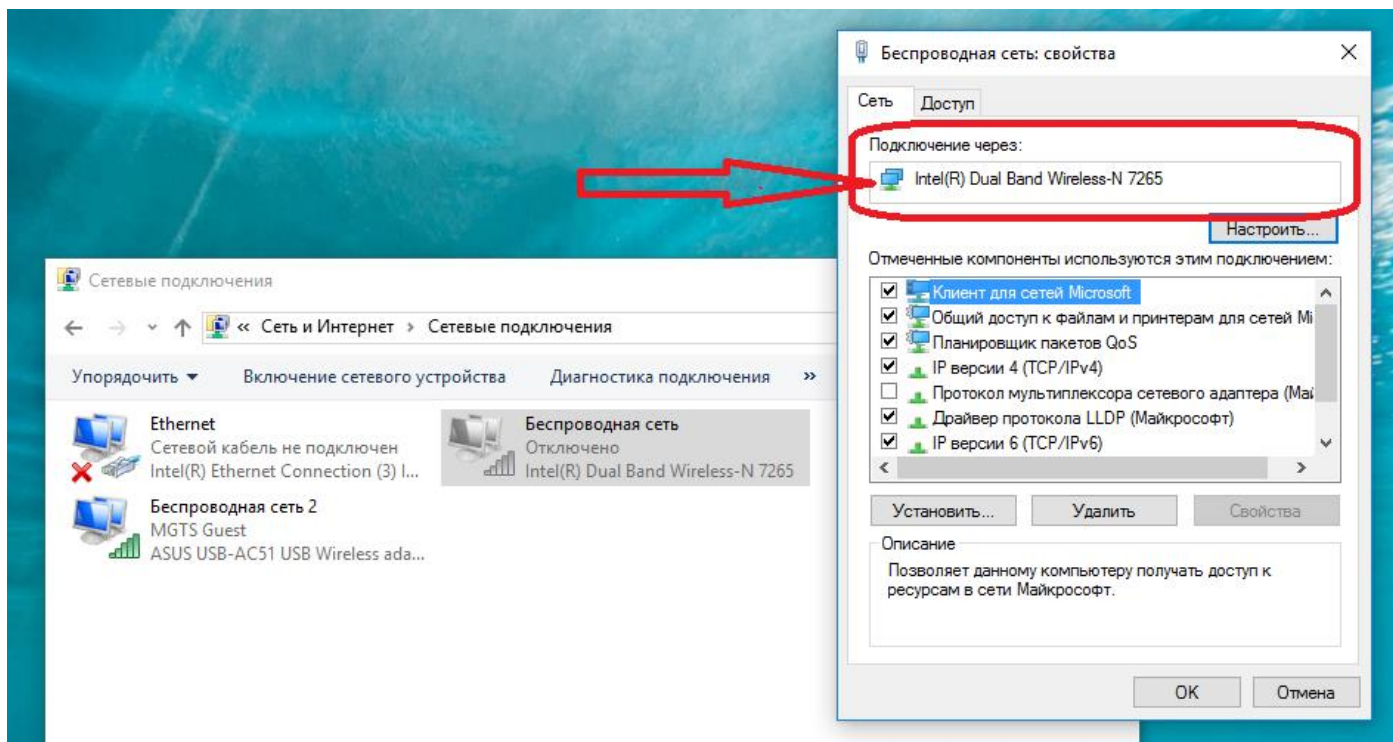 Беспроводная сеть: свойства
Сеть
Доступ
Подключение через:
Intel(R) Dual Band Wireless-N 7265
Настроить...
Отмеченные компоненты используются этим подключением:
Клиент для сетей Microsoft
Общий доступ к файлам и принтерам для сетей Mi
Планировщик пакетов QoS
IP версии 4 (TCP/IPv4)
Протокол мультиплексора сетевого адаптера (Май
Драйвер протокола LLDP (Майкрософт)
IP версии 6 (TCP/IPv6)
Установить...
Удалить
Свойства
Описание
Позволяет данному компьютеру получать доступ к
ресурсам в сети Майкрософт.
OK
Отмена
Сетевые подключения
« Сеть и Интернет › Сетевые подключения
Упорядочить
Включение сетевого устройства
Диагностика подключения
»
Ethernet
Сетевой кабель не подключен
Intel(R) Ethernet Connection (3) I...
Беспроводная сеть
Отключено
Intel(R) Dual Band Wireless-N 7265
Беспроводная сеть 2
MGTS Guest
ASUS USB-AC51 USB Wireless ada...